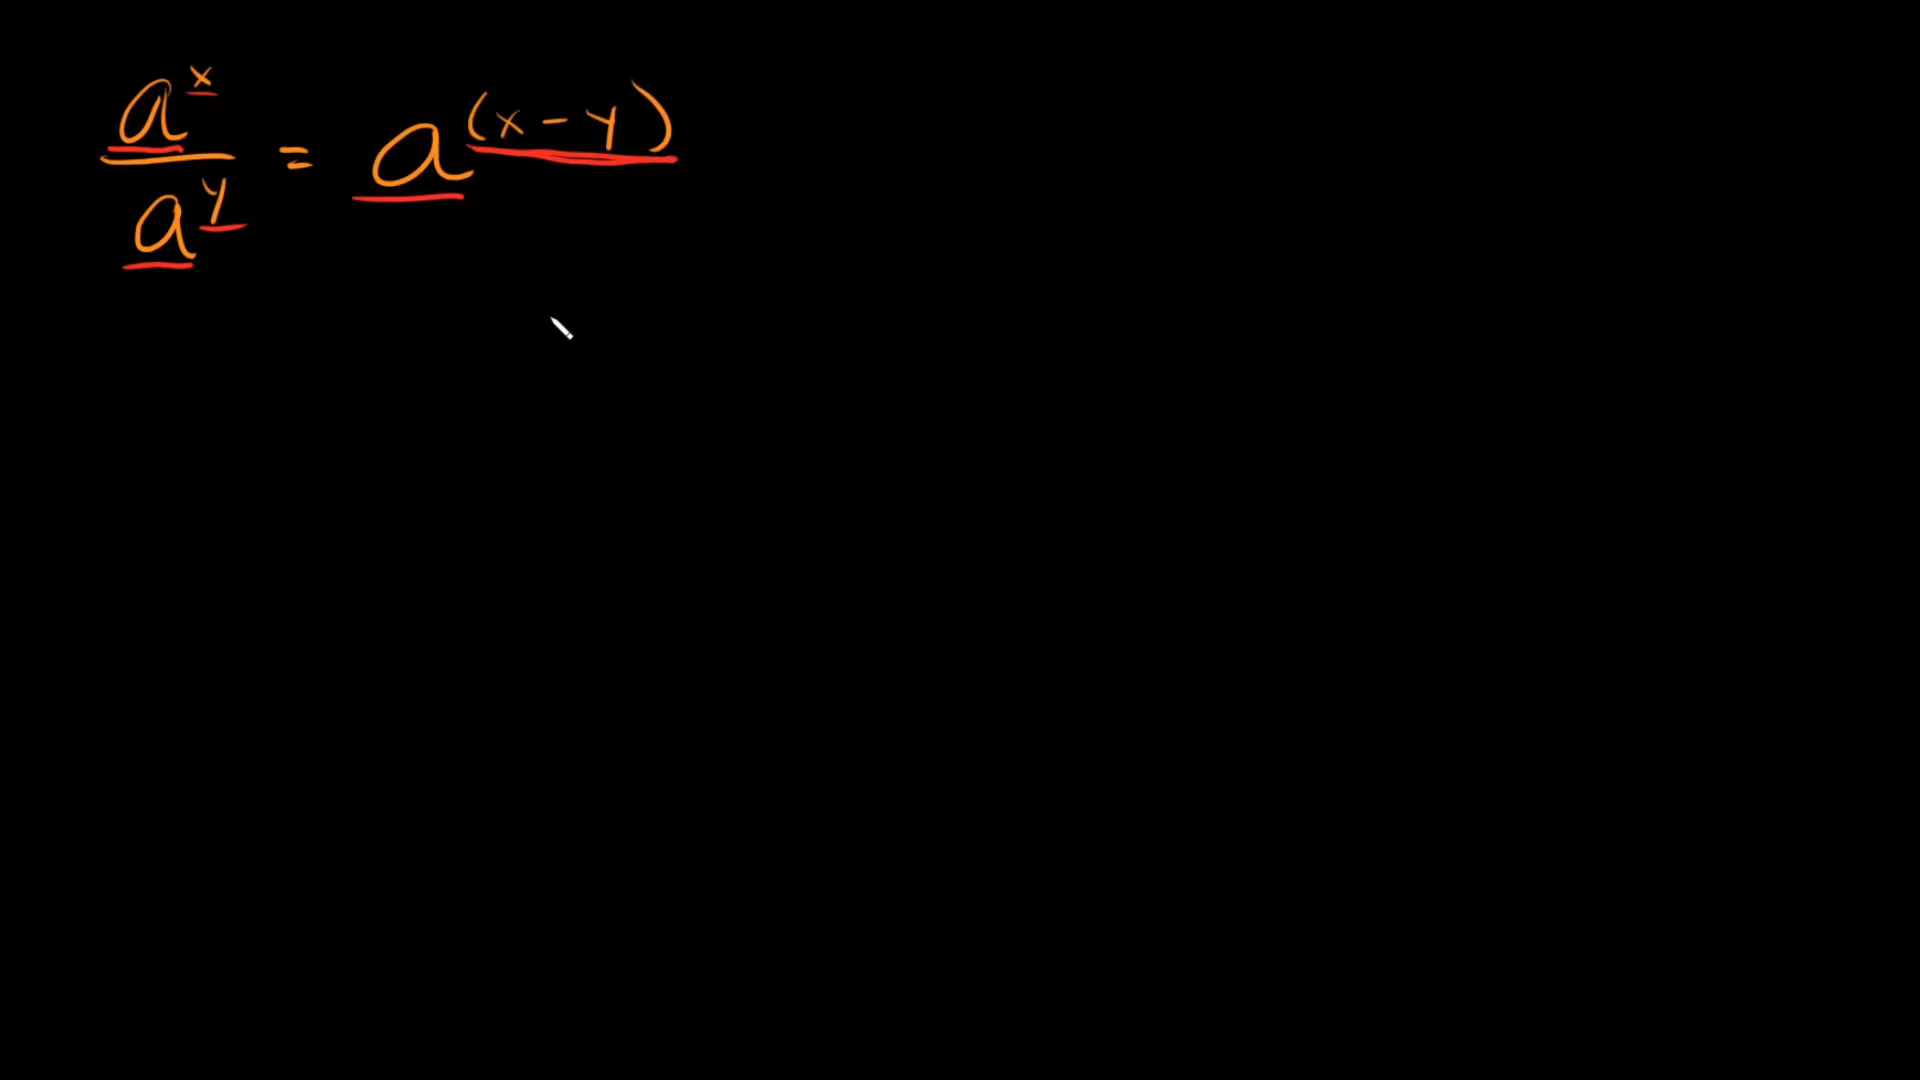 a^x / a^y = a^(x - y)